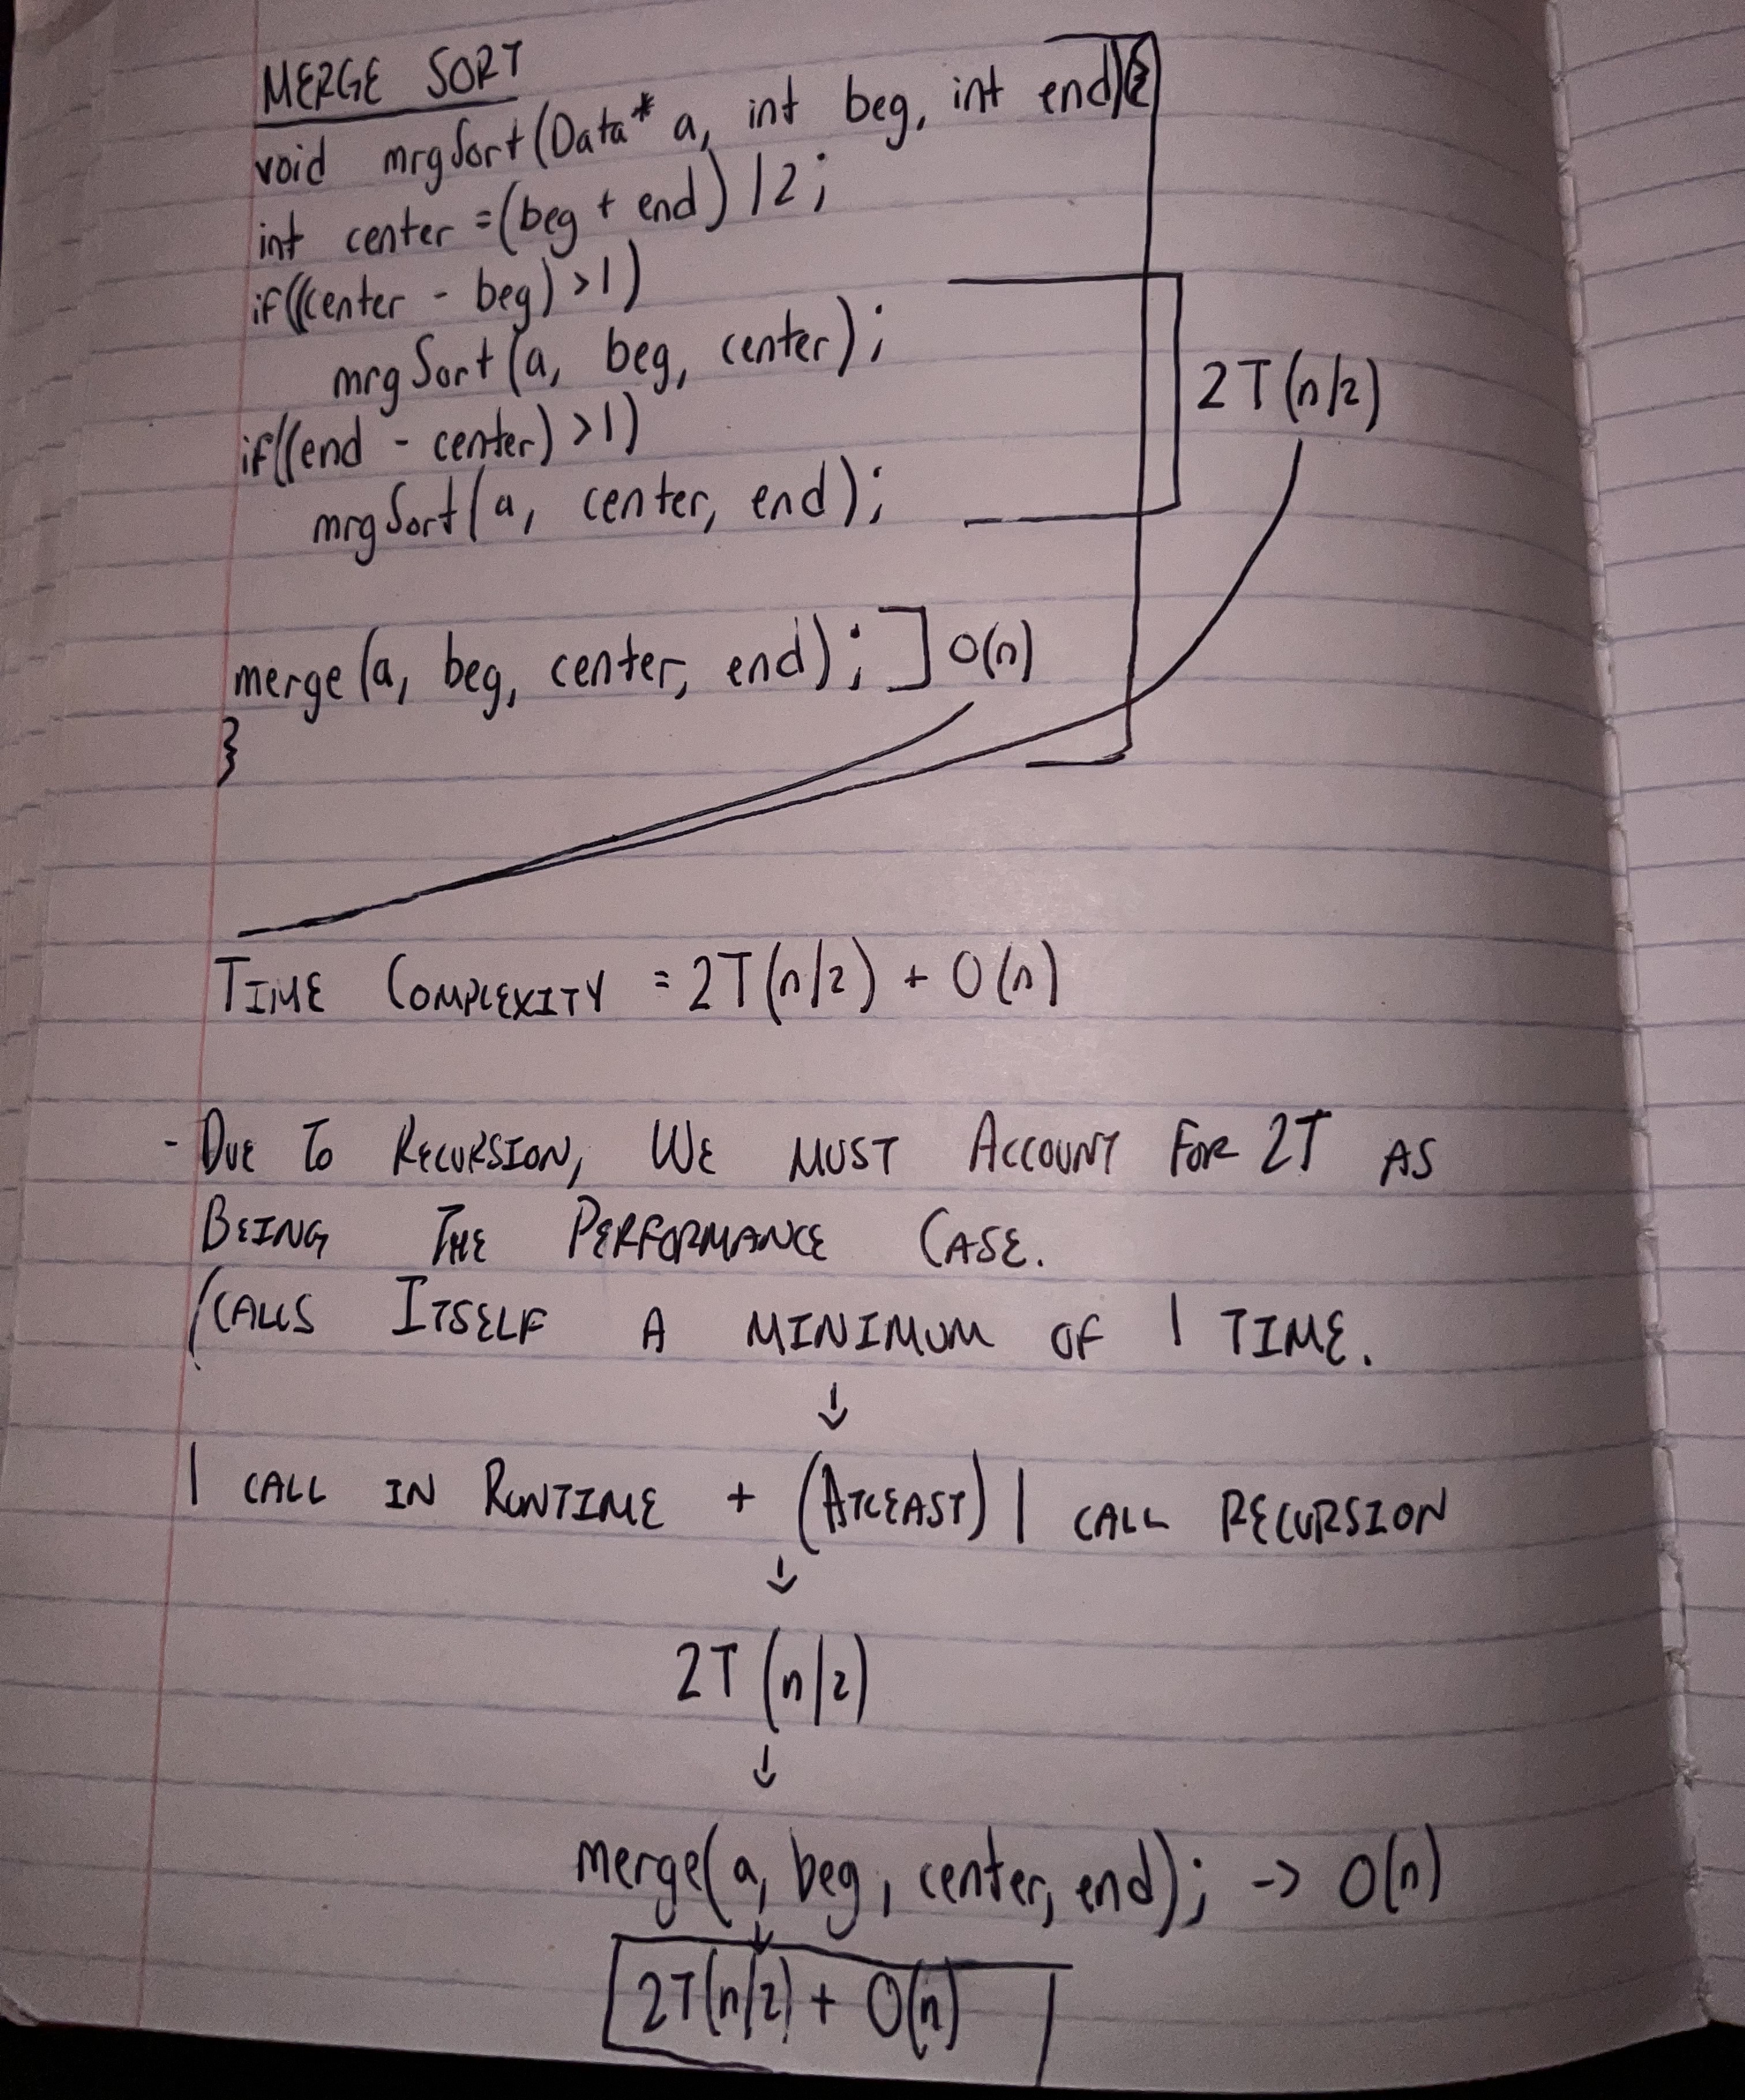 MERGE SORT
void mrgSort(Data* a, int beg, int end){
int center = (beg + end) / 2;
if((center - beg) > 1)
mrgSort(a, beg, center);
if((end - center) > 1)
mrgSort(a, center, end);
2T(n/2)
merge(a, beg, center, end); ] O(n)
}
TIME COMPLEXITY = 2T(n/2) + O(n)
- DUE TO RECURSION, WE MUST ACCOUNT FOR 2T AS
BEING THE PERFORMANCE CASE.
(CALLS ITSELF A MINIMUM OF 1 TIME.
↓
1 CALL IN RUNTIME + (ATLEAST) 1 CALL RECURSION
↓
2T(n/2)
↓
merge(a, beg, center, end); -> O(n)
↓
2T(n/2) + O(n)